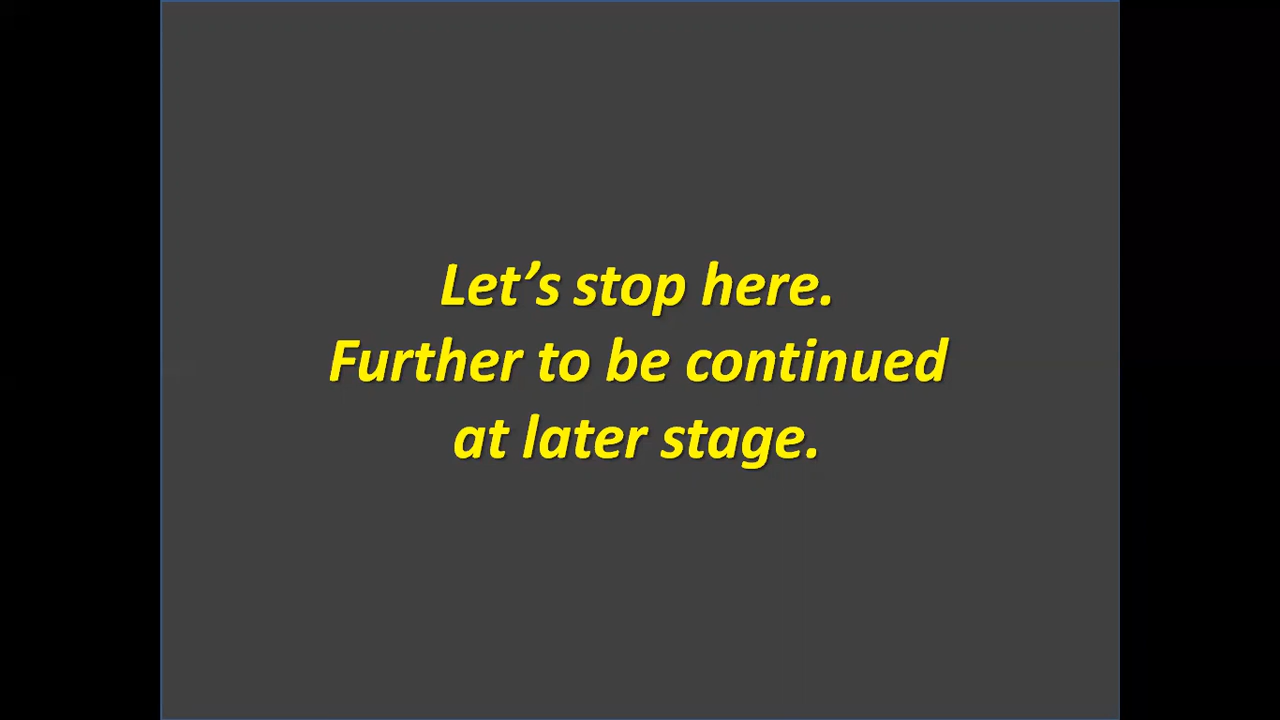 Let’s stop here.
Further to be continued
at later stage.